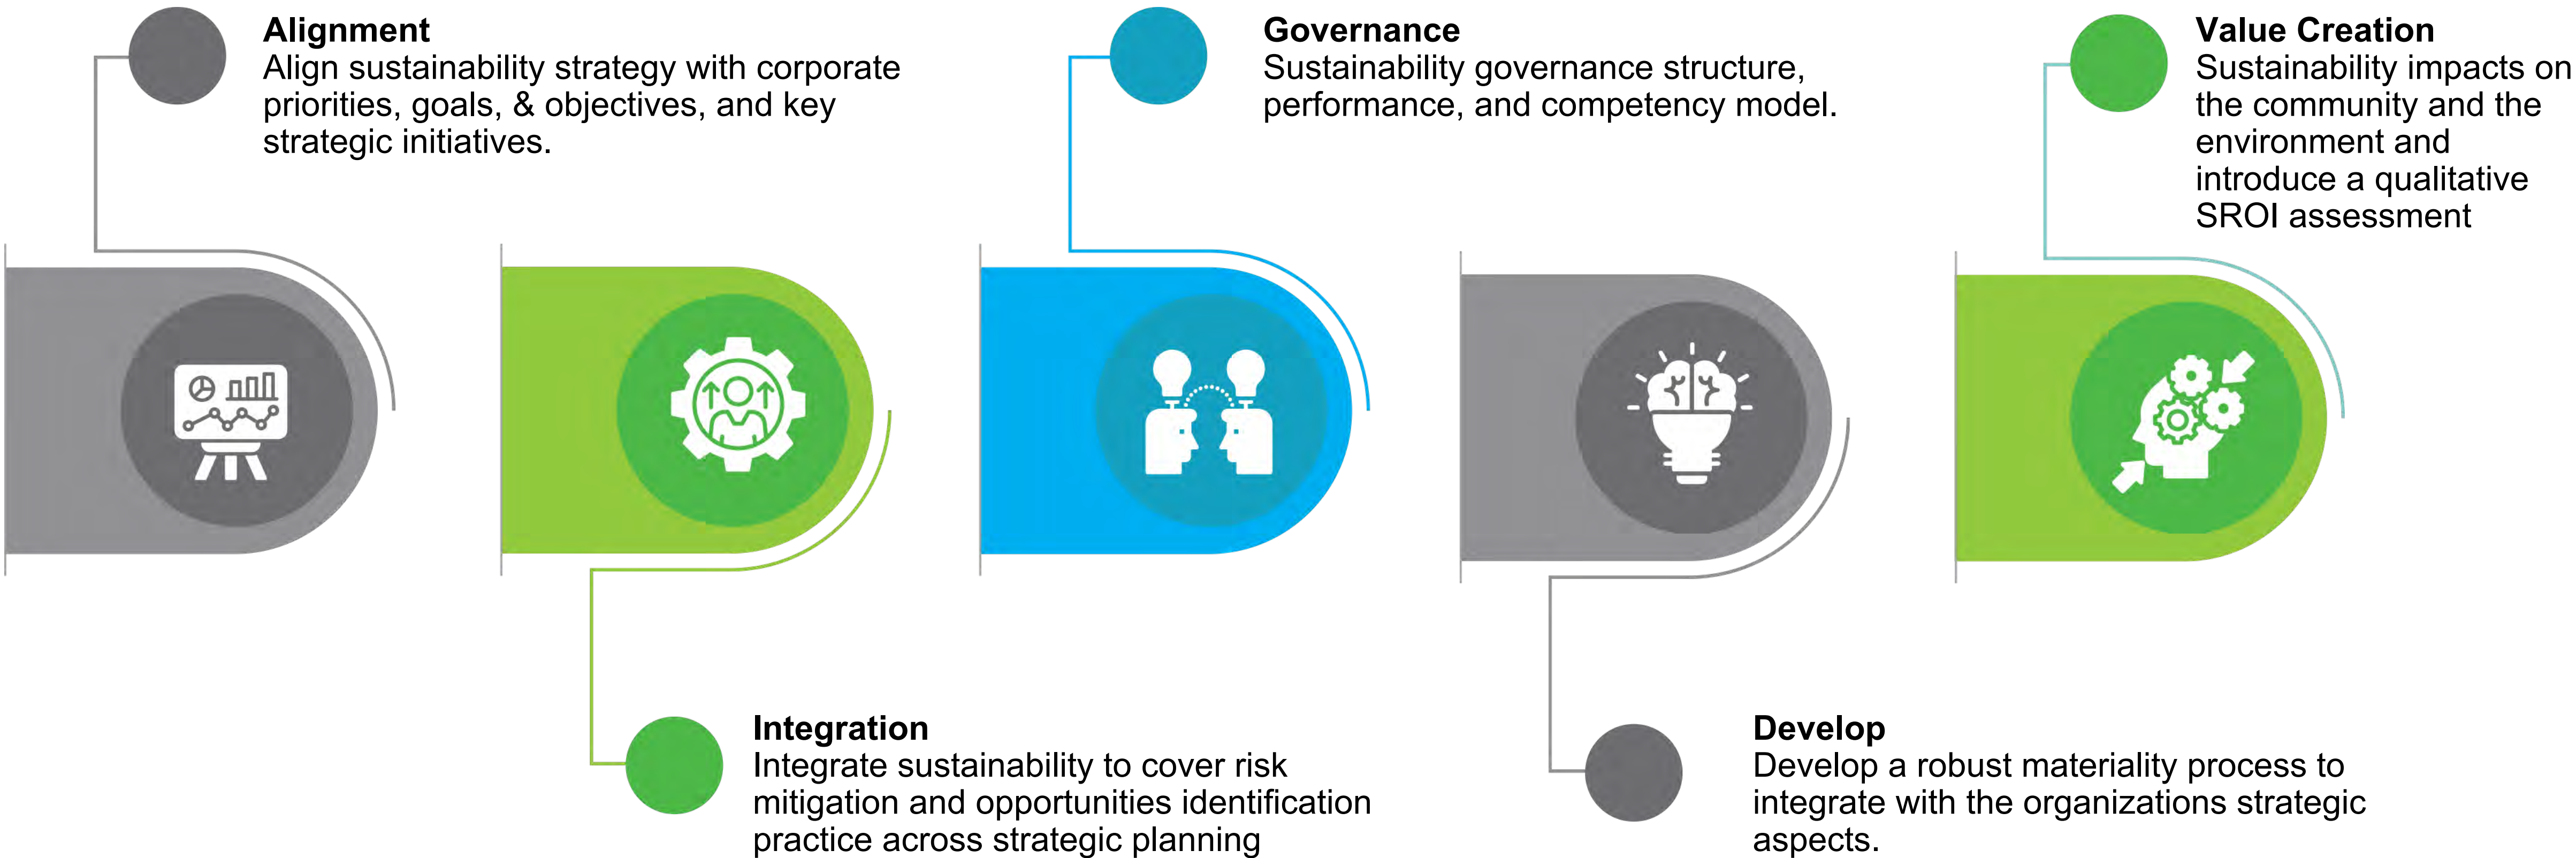 Alignment
Align sustainability strategy with corporate
priorities, goals, & objectives, and key
strategic initiatives.
Integration
Integrate sustainability to cover risk
mitigation and opportunities identification
practice across strategic planning
Governance
Sustainability governance structure,
performance, and competency model.
Develop
Develop a robust materiality process to
integrate with the organizations strategic
aspects.
Value Creation
Sustainability impacts on
the community and the
environment and
introduce a qualitative
SROI assessment